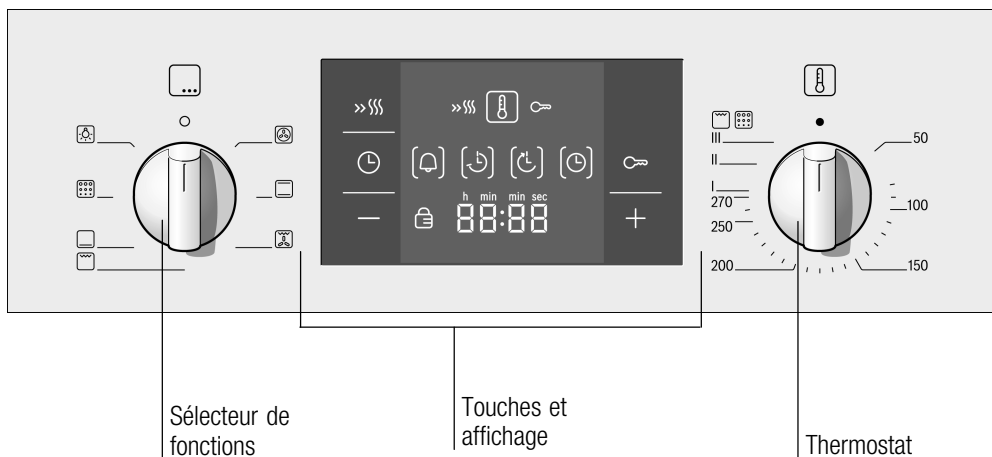 h min min sec
88:88
III
II
I
270
250
200
50
100
150
Sélecteur de
fonctions
Touches et
affichage
Thermostat